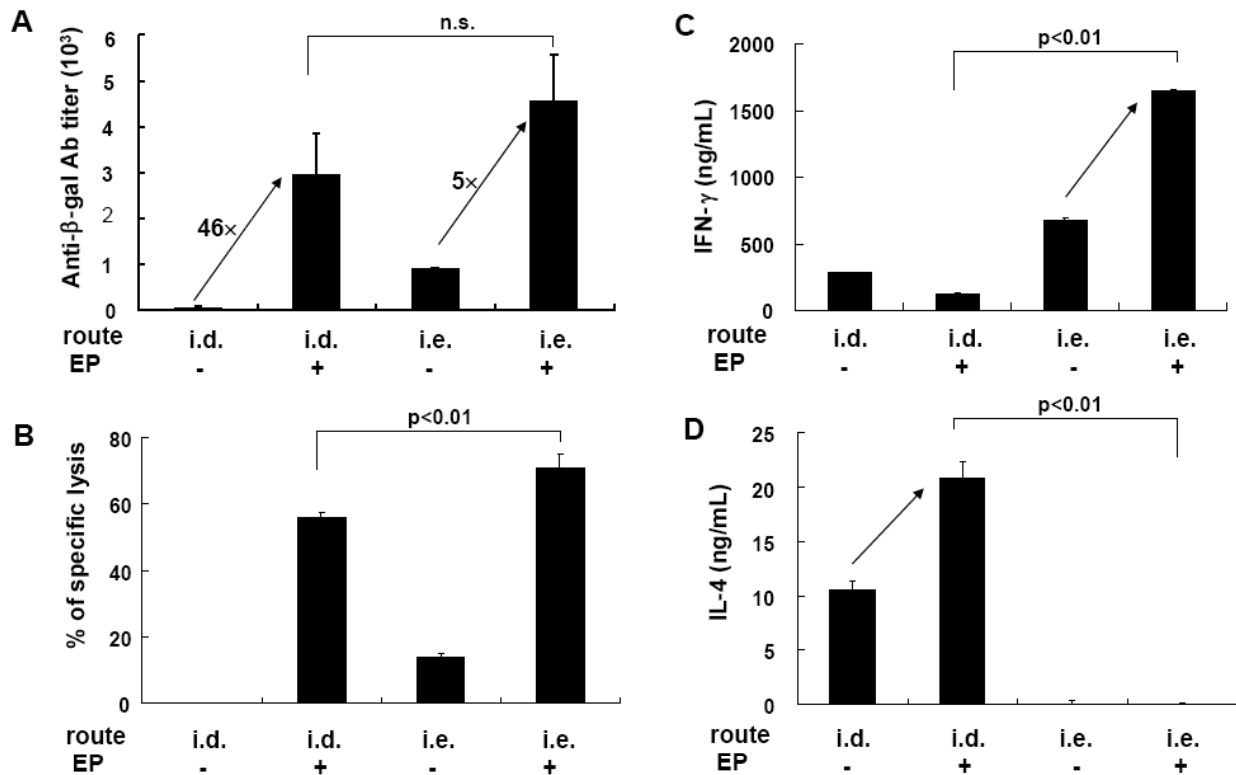 A
n.s.
Anti-β-gal Ab titer (10³)
6
5
4
3
2
1
0
46×
5×
route i.d. i.d. i.e. i.e.
EP - + - +
B
p<0.01
% of specific lysis
80
60
40
20
0
route i.d. i.d. i.e. i.e.
EP - + - +
C
p<0.01
IFN-γ (ng/mL)
2000
1500
1000
500
0
route i.d. i.d. i.e. i.e.
EP - + - +
D
p<0.01
IL-4 (ng/mL)
25
20
15
10
5
0
route i.d. i.d. i.e. i.e.
EP - + - +